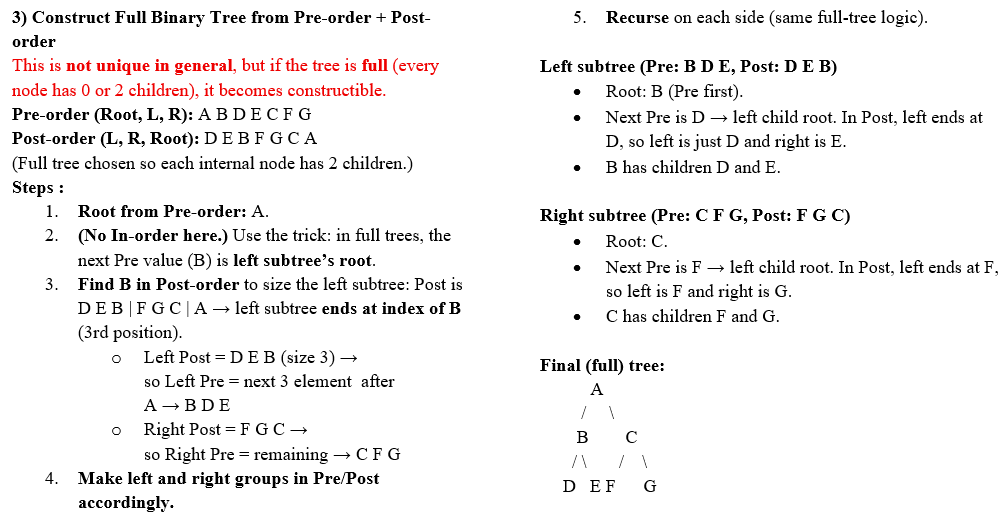 3) Construct Full Binary Tree from Pre-order + Post-
order
This is not unique in general, but if the tree is full (every
node has 0 or 2 children), it becomes constructible.
Pre-order (Root, L, R): A B D E C F G
Post-order (L, R, Root): D E B F G C A
(Full tree chosen so each internal node has 2 children.)
Steps :
1. Root from Pre-order: A.
2. (No In-order here.) Use the trick: in full trees, the
next Pre value (B) is left subtree’s root.
3. Find B in Post-order to size the left subtree: Post is
D E B | F G C | A → left subtree ends at index of B
(3rd position).
o Left Post = D E B (size 3) →
so Left Pre = next 3 element after
A → B D E
o Right Post = F G C →
so Right Pre = remaining → C F G
4. Make left and right groups in Pre/Post
accordingly.
5. Recurse on each side (same full-tree logic).
Left subtree (Pre: B D E, Post: D E B)
• Root: B (Pre first).
• Next Pre is D → left child root. In Post, left ends at
D, so left is just D and right is E.
• B has children D and E.
Right subtree (Pre: C F G, Post: F G C)
• Root: C.
• Next Pre is F → left child root. In Post, left ends at F,
so left is F and right is G.
• C has children F and G.
Final (full) tree:
A
/ \
B C
/ \ / \
D E F G